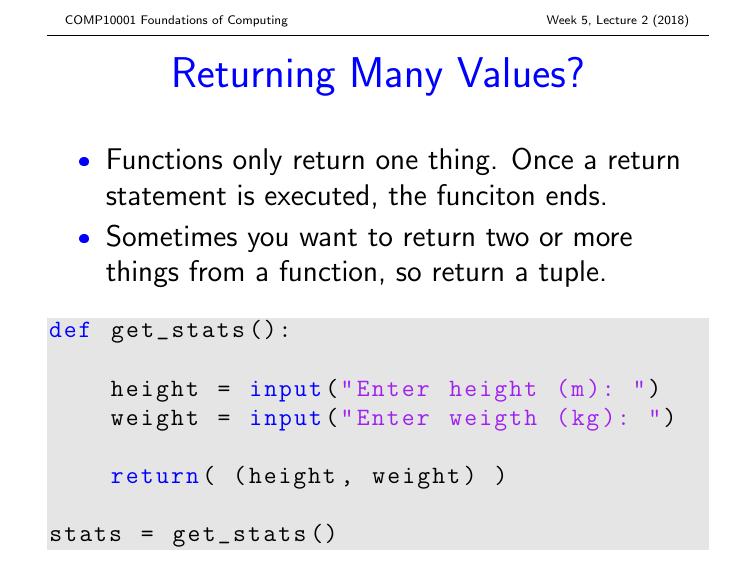 COMP10001 Foundations of Computing Week 5, Lecture 2 (2018)
Returning Many Values?
• Functions only return one thing. Once a return
statement is executed, the funciton ends.
• Sometimes you want to return two or more
things from a function, so return a tuple.
def get_stats():
    height = input("Enter height (m): ")
    weight = input("Enter weigth (kg): ")
    return( (height, weight) )
stats = get_stats()